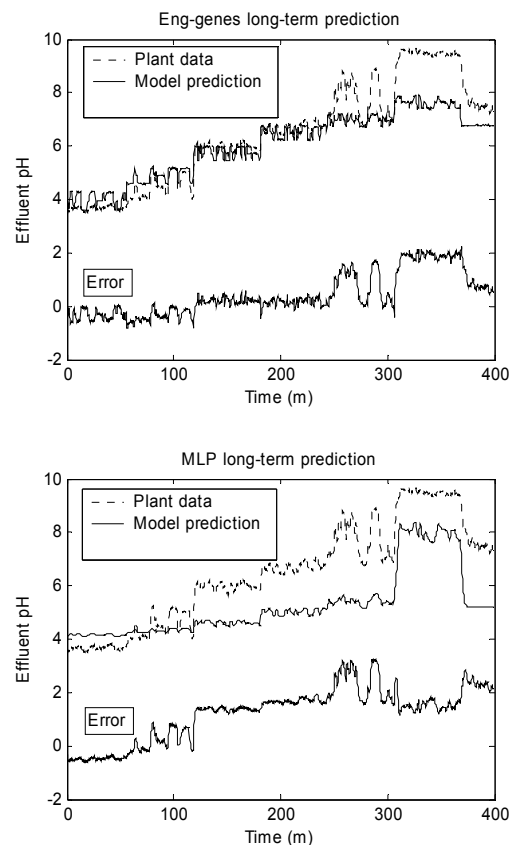 Eng-genes long-term prediction
10
8
6
4
2
0
-2
Effluent pH
Plant data
Model prediction
Error
0 100 200 300 400
Time (m)
MLP long-term prediction
10
8
6
4
2
0
-2
Effluent pH
Plant data
Model prediction
Error
0 100 200 300 400
Time (m)